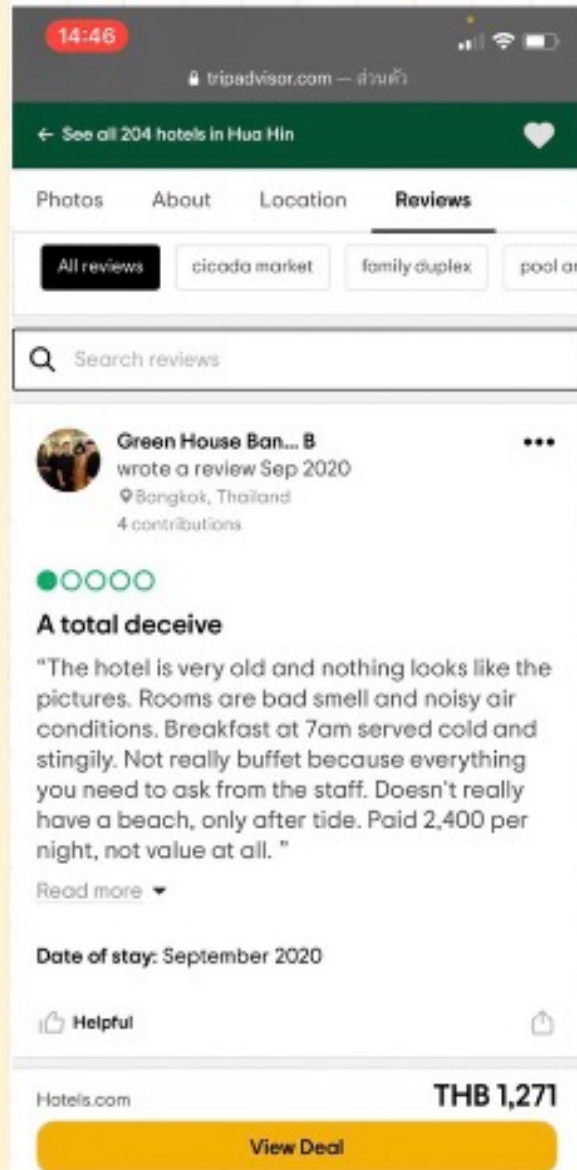 14:46
tripadvisor.com — ส่วนตัว
← See all 204 hotels in Hua Hin
Photos About Location Reviews
All reviews cicada market family duplex pool an
Search reviews
Green House Ban... B
wrote a review Sep 2020
Bangkok, Thailand
4 contributions
A total deceive
"The hotel is very old and nothing looks like the
pictures. Rooms are bad smell and noisy air
conditions. Breakfast at 7am served cold and
stingily. Not really buffet because everything
you need to ask from the staff. Doesn't really
have a beach, only after tide. Paid 2,400 per
night, not value at all. "
Read more
Date of stay: September 2020
Helpful
Hotels.com THB 1,271
View Deal